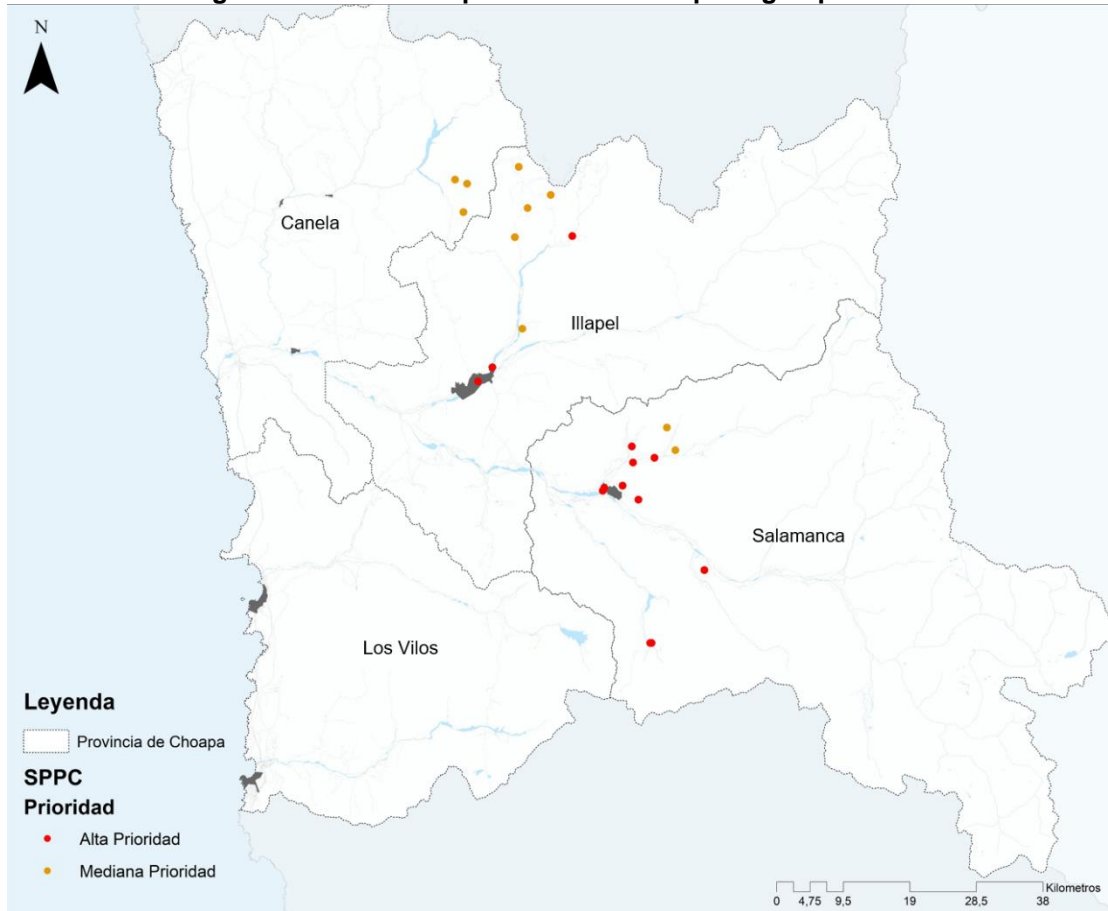 N
Canela
Illapel
Salamanca
Los Vilos
Leyenda
Provincia de Choapa
SPPC
Prioridad
Alta Prioridad
Mediana Prioridad
Kilometros
0 4,75 9,5 19 28,5 38